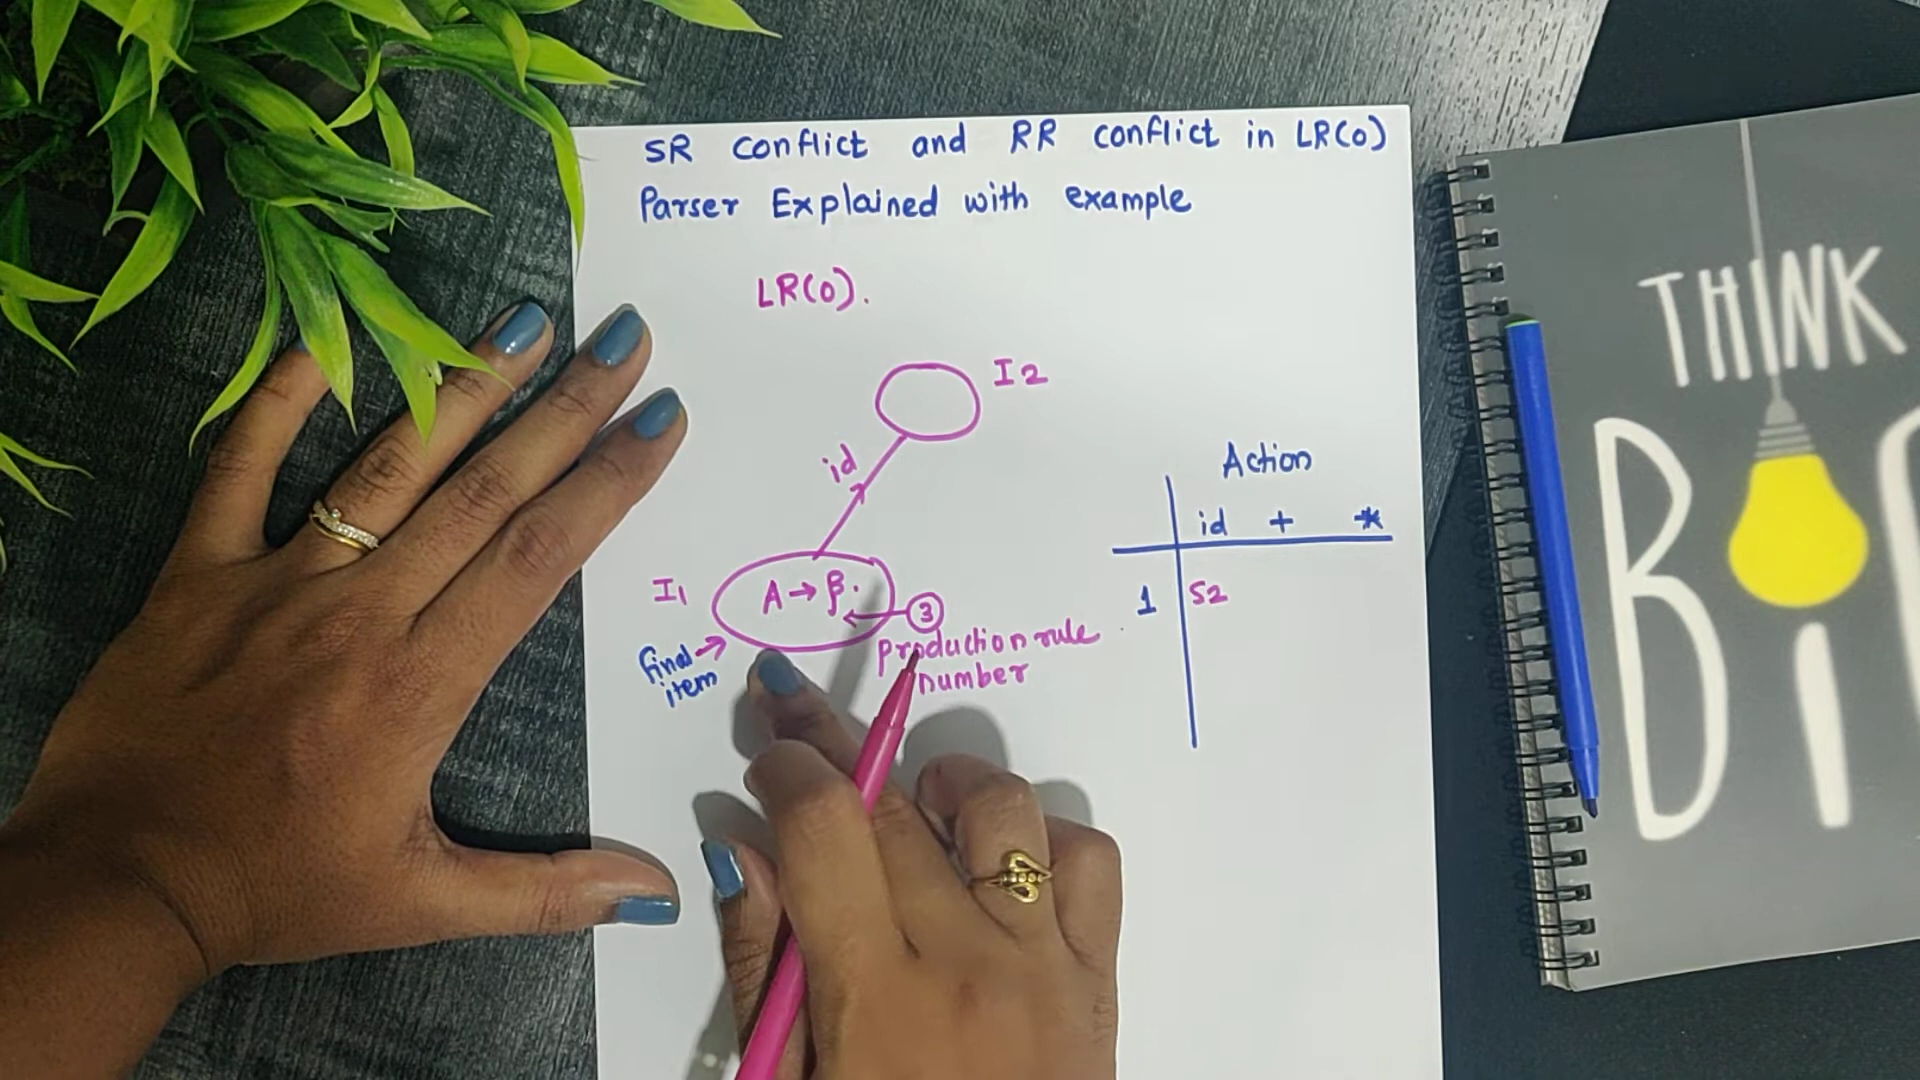 SR conflict and RR conflict in LR(0)
Parser Explained with example
LR(0).
I2
id
Action
id + *
I1
A → β.
3
1
S2
final
item
production rule
number
THINK
BIG